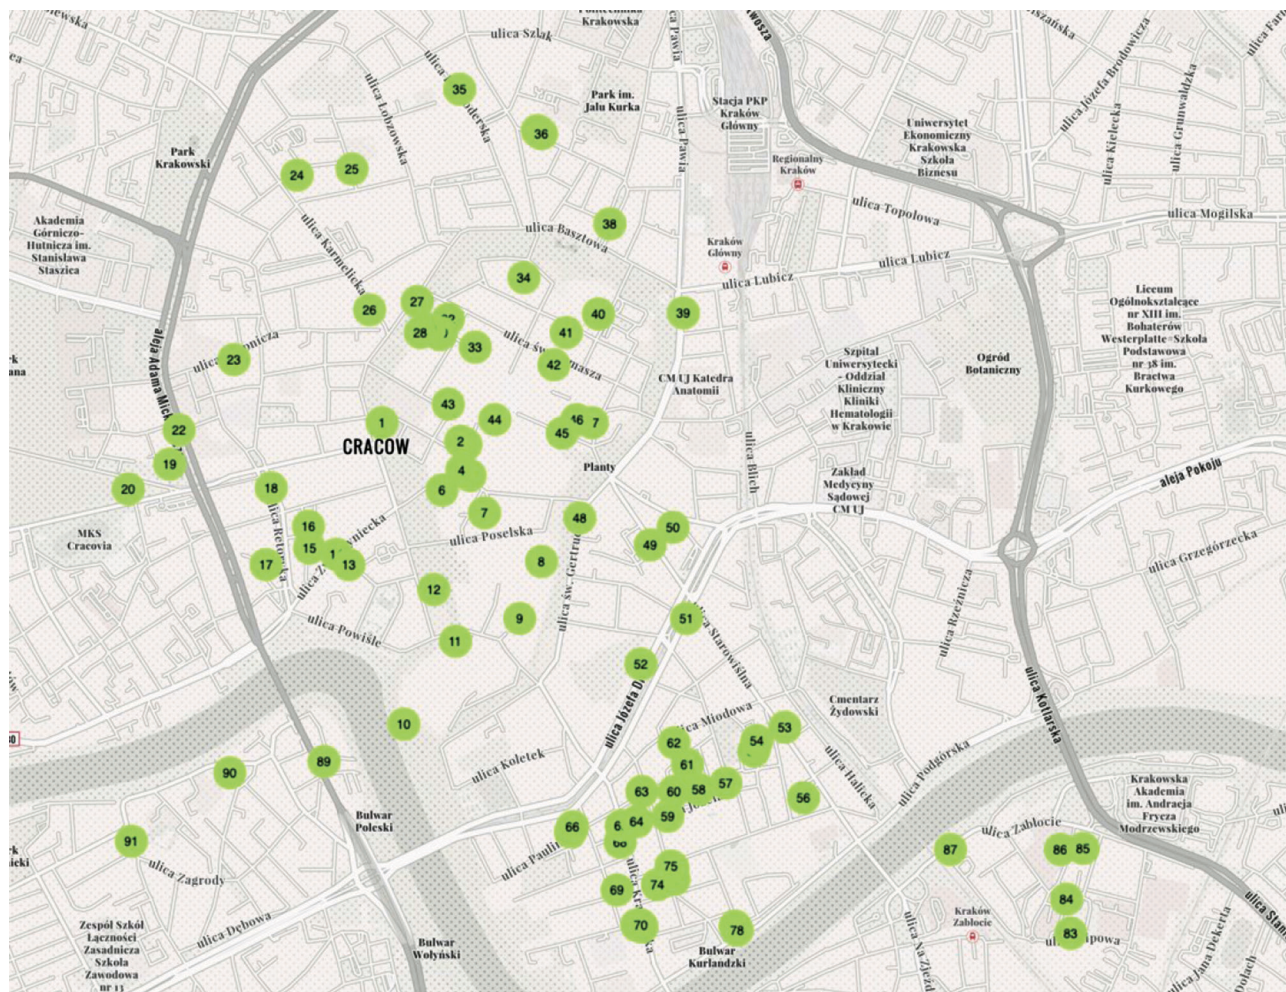 Politechnika
Krakowska
ulica Szlak
ulica Pawia
Park im.
Jalu Kurka
Stacja PKP
Kraków
Główny
Uniwersytet
Ekonomiczny
Krakowska
Szkoła
Biznesu
ulica Józefa Brodowicza
ulica Kielecka
ulica Grunwaldzka
35
36
ulica Łobzowska
ulica Pawia
Park
Krakowski
24
25
Regionalny
Kraków
ulica Topolowa
ulica Mogilska
Akademia
Górniczo-
Hutnicza im.
Stanisława
Staszica
ulica Karmelicka
38
ulica Basztowa
Kraków
Główny
ulica Lubicz
ulica Lubicz
34
27
26
28
33
40
41
39
42
Liceum
Ogólnokształcące
nr XIII im.
Bohaterów
Westerplatte-Szkoła
Podstawowa
nr 38 im.
Bractwa
Kurkowego
23
aleja Adama
CM UJ Katedra
Anatomii
Szpital
Uniwersytecki
- Oddział
Kliniczny
Kliniki
Hematologii
w Krakowie
Ogród
Botaniczny
22
1
CRACOW
43
44
2
46
7
45
19
20
18
4
6
Planty
ulica Blich
Zakład
Medycyny
Sądowej
CM UJ
aleja Pokoju
MKS
Cracovia
16
15
17
13
7
ulica Poselska
48
49
50
8
ulica św. Gertrudy
ulica Grzegórzecka
ulica Rzeźnicza
12
9
11
ulica Powiśle
51
ulica Starowiślna
52
ulica Józefa
Cmentarz
Żydowski
ulica Kotlarska
10
ulica Miodowa
53
54
62
61
89
90
ulica Koletek
63
60
58
57
56
ulica Halicka
ulica Podgórska
59
64
66
68
Bulwar
Poleski
Krakowska
Akademia
im. Andrzeja
Frycza
Modrzewskiego
91
ulica Zagrody
87
ulica Zabłocie
86
85
75
74
69
70
78
84
83
Kraków
Zabłocie
ulica Dębowa
Zespół Szkół
Łączności
Zasadnicza
Szkoła
Zawodowa
nr 13
Bulwar
Wołyński
Bulwar
Kurlandzki
ulica Jana Dekerta